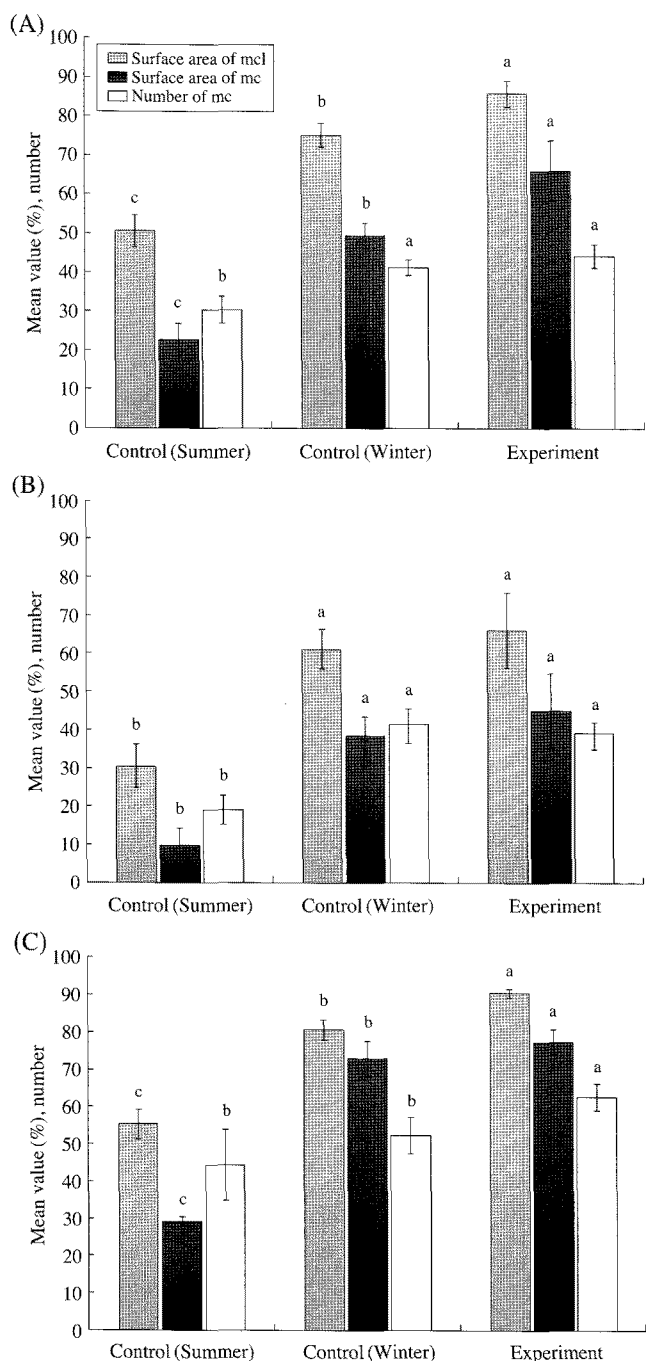 (A)
100
90
80
70
60
50
40
30
20
10
0
Mean value (%), number
Surface area of mcl
Surface area of mc
Number of mc
c
c
b
b
b
a
a
a
a
Control (Summer)
Control (Winter)
Experiment
(B)
100
90
80
70
60
50
40
30
20
10
0
Mean value (%), number
b
b
b
a
a
a
a
a
a
Control (Summer)
Control (Winter)
Experiment
(C)
100
90
80
70
60
50
40
30
20
10
0
Mean value (%), number
c
c
b
b
b
b
a
a
a
Control (Summer)
Control (Winter)
Experiment